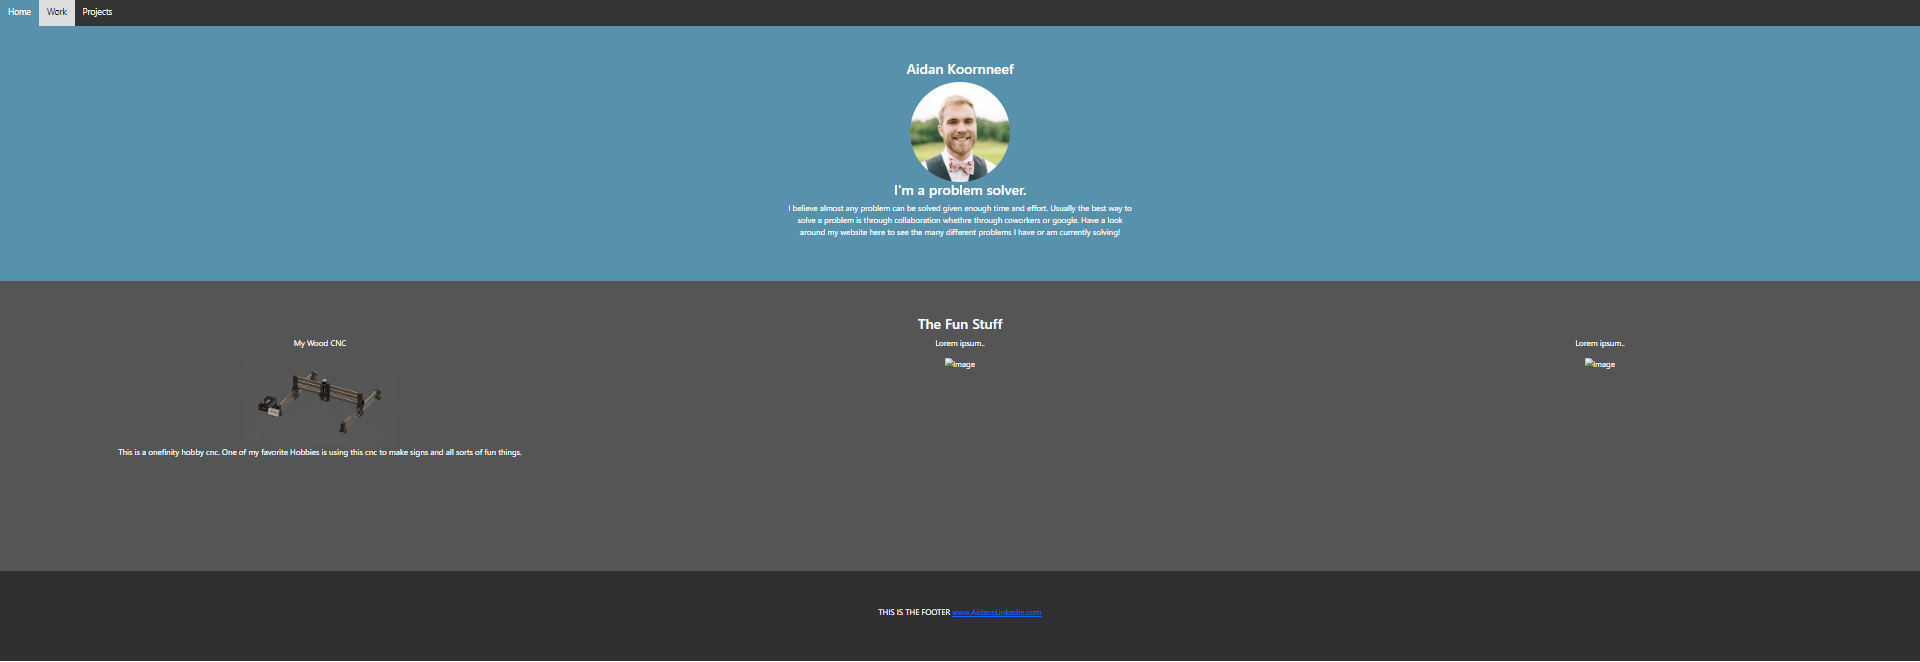 Home Work Projects
Aidan Koornneef
I'm a problem solver.
I believe almost any problem can be solved given enough time and effort. Usually the best way to
solve a problem is through collaboration whethre through coworkers or google. Have a look
around my website here to see the many different problems I have or am currently solving!
The Fun Stuff
My Wood CNC
This is a onefinity hobby cnc. One of my favorite Hobbies is using this cnc to make signs and all sorts of fun things.
Lorem ipsum..
Image
Lorem ipsum..
Image
THIS IS THE FOOTER www.AidansLinkedie.com